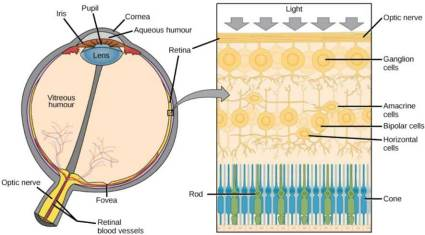 Pupil
Iris
Cornea
Aqueous humour
Lens
Retina
Vitreous
humour
Optic nerve
Fovea
Retinal
blood vessels
Light
Optic nerve
Ganglion
cells
Amacrine
cells
Bipolar cells
Horizontal
cells
Rod
Cone